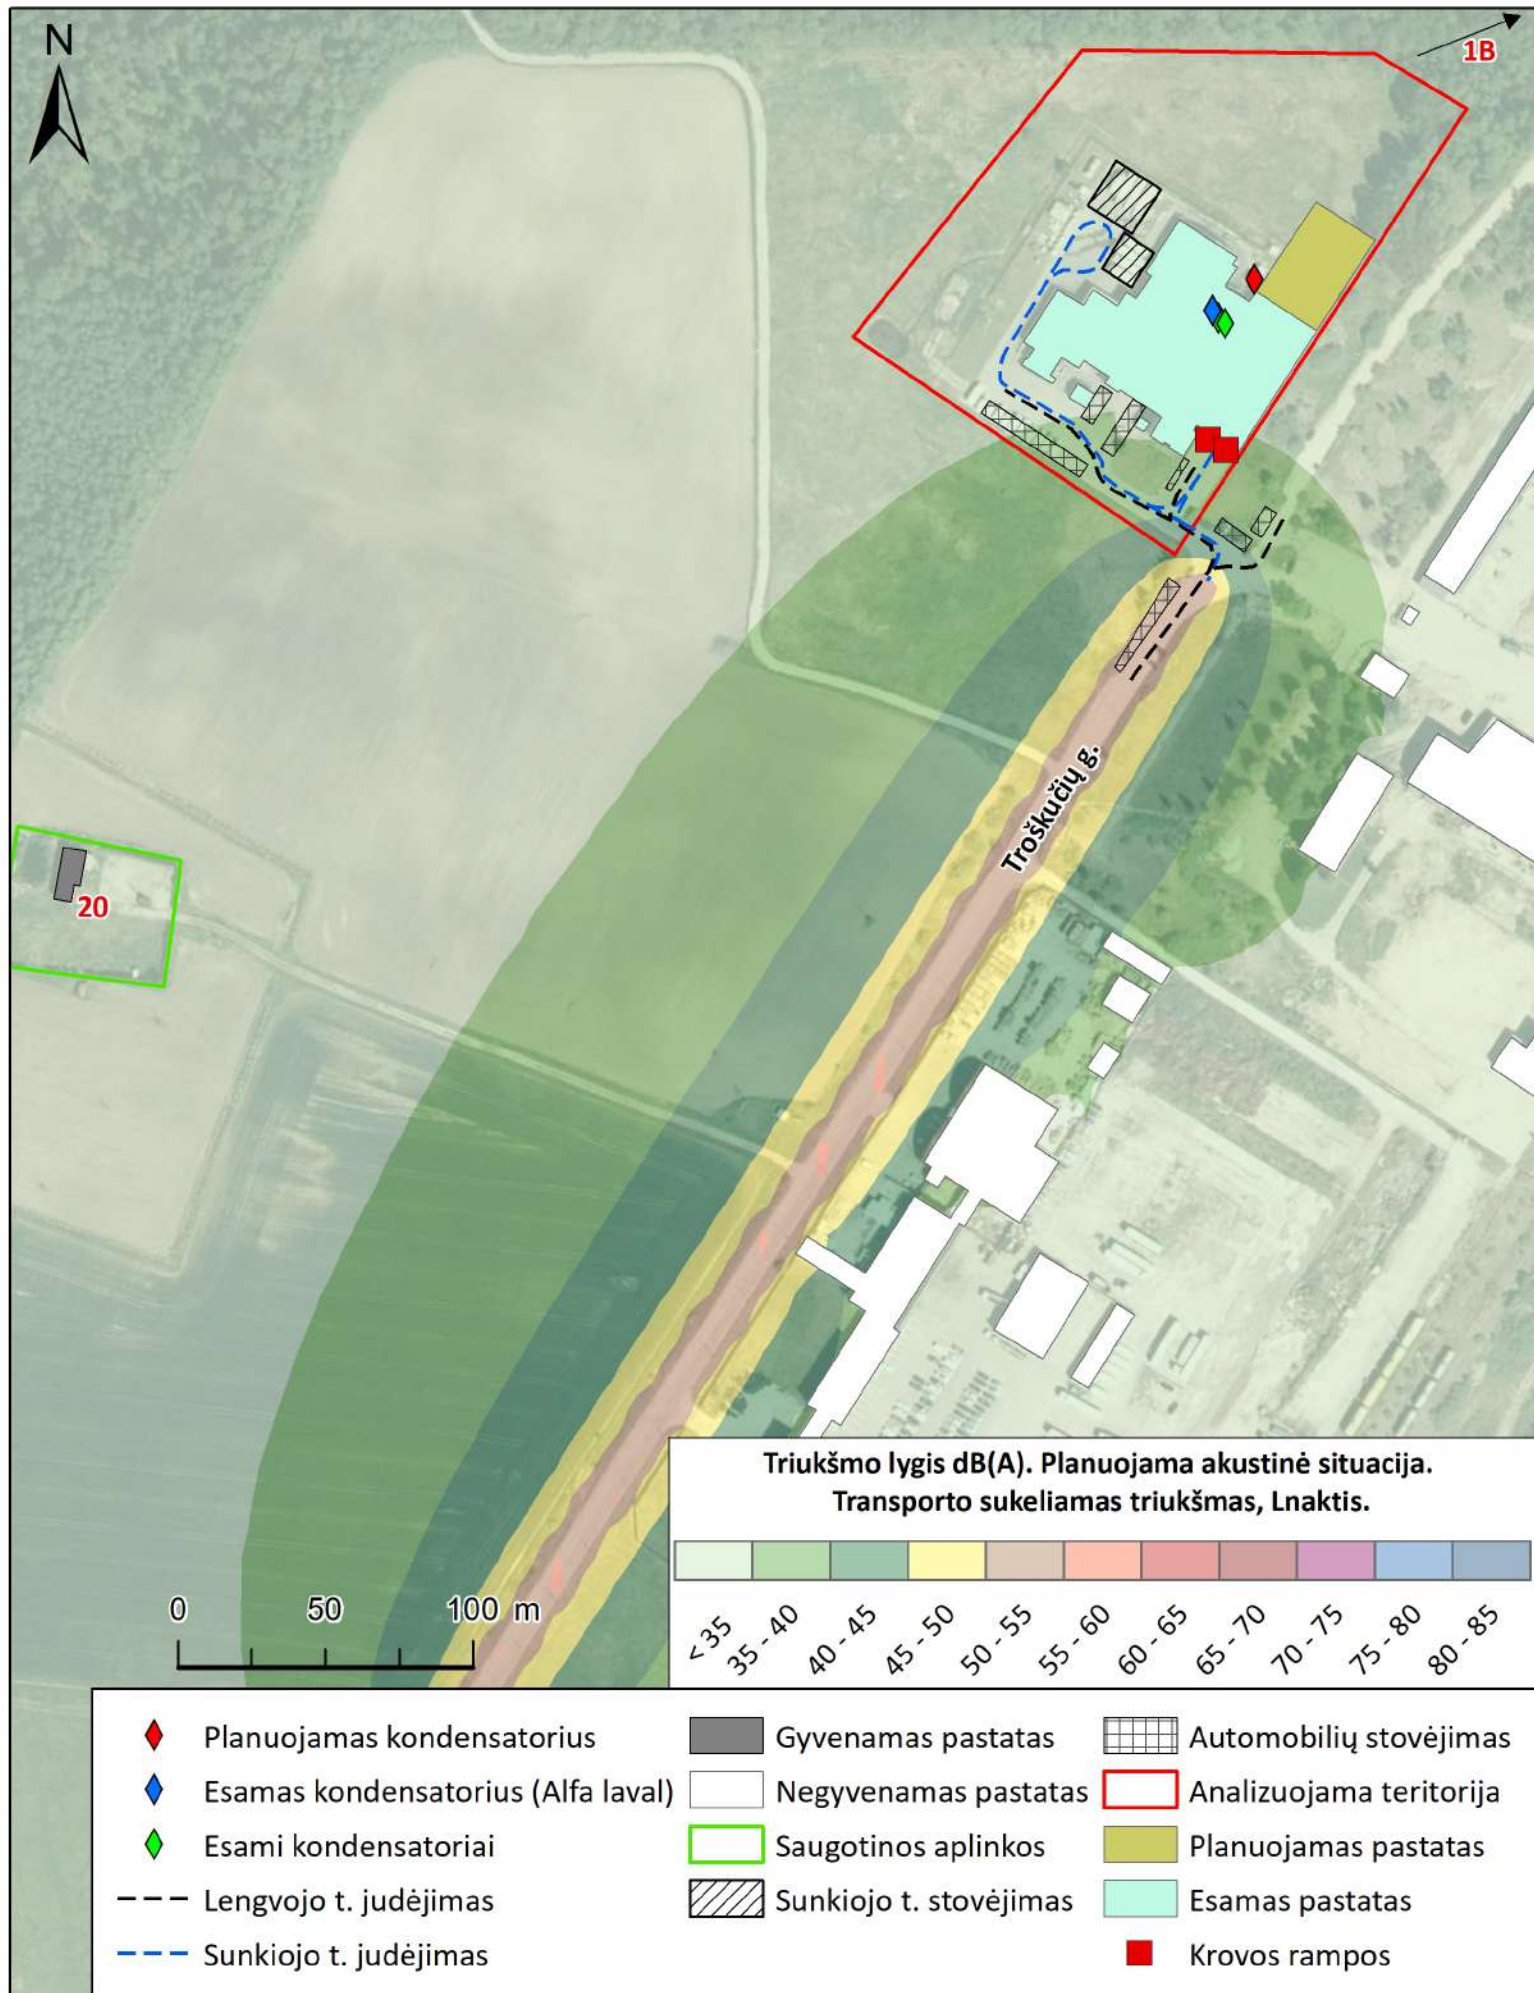 N
1B
Troškučių g.
20
Triukšmo lygis dB(A). Planuojama akustinė situacija.
Transporto sukeliamas triukšmas, Lnaktis.
< 35
35 - 40
40 - 45
45 - 50
50 - 55
55 - 60
60 - 65
65 - 70
70 - 75
75 - 80
80 - 85
0 50 100 m
Planuojamas kondensatorius
Esamas kondensatorius (Alfa laval)
Esami kondensatoriai
Lengvojo t. judėjimas
Sunkiojo t. judėjimas
Gyvenamas pastatas
Negyvenamas pastatas
Saugotinos aplinkos
Sunkiojo t. stovėjimas
Automobilių stovėjimas
Analizuojama teritorija
Planuojamas pastatas
Esamas pastatas
Krovos rampos